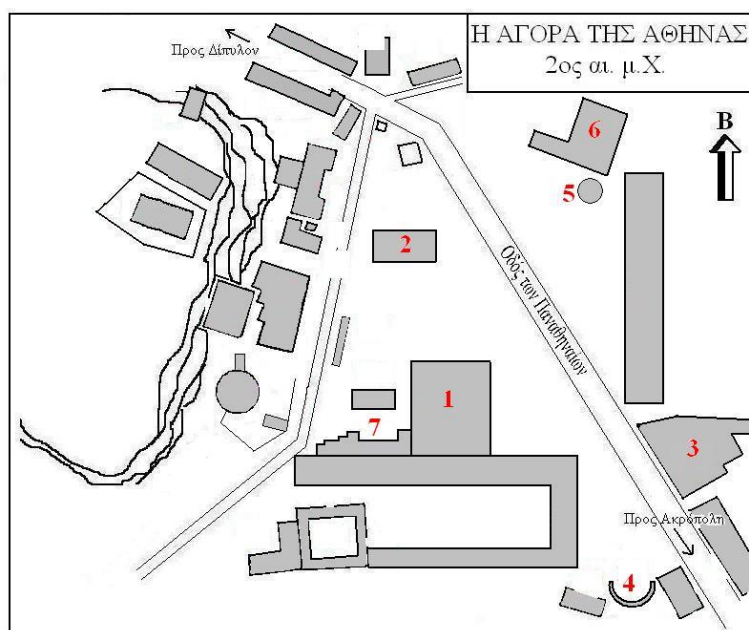 Η ΑΓΟΡΑ ΤΗΣ ΑΘΗΝΑΣ
2ος αι. μ.Χ.
Προς Δίπυλον
6
Β
5
2
Οδός των Παναθηναίων
1
7
3
Προς Ακρόπολη
4